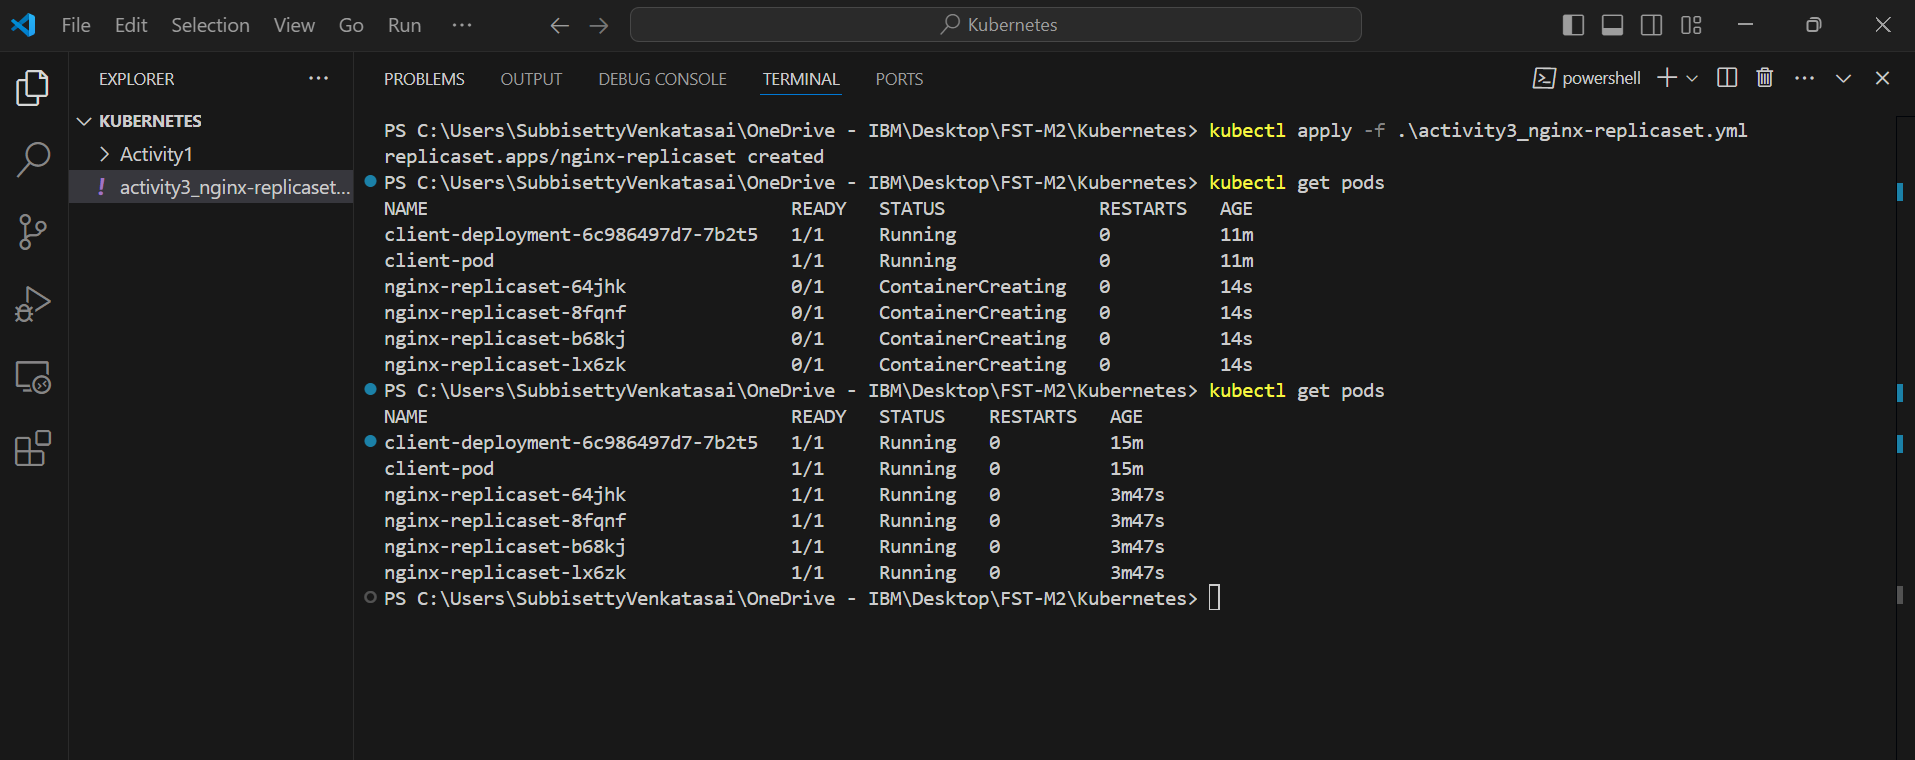 File Edit Selection View Go Run ···
Kubernetes
EXPLORER ···
KUBERNETES
Activity1
! activity3_nginx-replicaset...
PROBLEMS OUTPUT DEBUG CONSOLE TERMINAL PORTS
powershell
PS C:\Users\SubbisettyVenkatasai\OneDrive - IBM\Desktop\FST-M2\Kubernetes> kubectl apply -f .\activity3_nginx-replicaset.yml
replicaset.apps/nginx-replicaset created
PS C:\Users\SubbisettyVenkatasai\OneDrive - IBM\Desktop\FST-M2\Kubernetes> kubectl get pods
NAME READY STATUS RESTARTS AGE
client-deployment-6c986497d7-7b2t5 1/1 Running 0 11m
client-pod 1/1 Running 0 11m
nginx-replicaset-64jhk 0/1 ContainerCreating 0 14s
nginx-replicaset-8fqnf 0/1 ContainerCreating 0 14s
nginx-replicaset-b68kj 0/1 ContainerCreating 0 14s
nginx-replicaset-lx6zk 0/1 ContainerCreating 0 14s
PS C:\Users\SubbisettyVenkatasai\OneDrive - IBM\Desktop\FST-M2\Kubernetes> kubectl get pods
NAME READY STATUS RESTARTS AGE
client-deployment-6c986497d7-7b2t5 1/1 Running 0 15m
client-pod 1/1 Running 0 15m
nginx-replicaset-64jhk 1/1 Running 0 3m47s
nginx-replicaset-8fqnf 1/1 Running 0 3m47s
nginx-replicaset-b68kj 1/1 Running 0 3m47s
nginx-replicaset-lx6zk 1/1 Running 0 3m47s
PS C:\Users\SubbisettyVenkatasai\OneDrive - IBM\Desktop\FST-M2\Kubernetes>